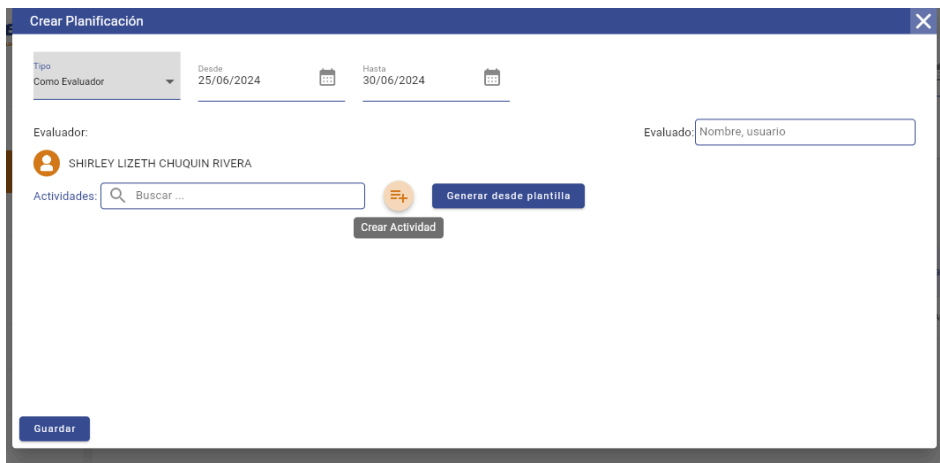 Crear Planificación
Tipo
Como Evaluador
Desde
25/06/2024
Hasta
30/06/2024
Evaluador:
Evaluado: Nombre, usuario
SHIRLEY LIZETH CHUQUIN RIVERA
Actividades: Buscar ...
Generar desde plantilla
Crear Actividad
Guardar